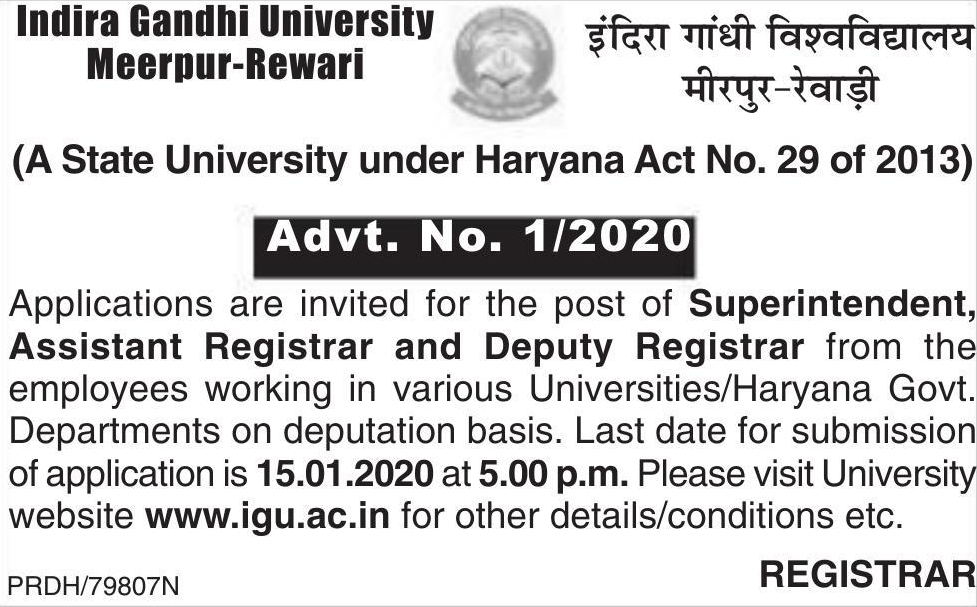 Indira Gandhi University
Meerpur-Rewari
इंदिरा गांधी विश्वविद्यालय
मीरपुर-रेवाड़ी
(A State University under Haryana Act No. 29 of 2013)
Advt. No. 1/2020
Applications are invited for the post of Superintendent,
Assistant Registrar and Deputy Registrar from the
employees working in various Universities/Haryana Govt.
Departments on deputation basis. Last date for submission
of application is 15.01.2020 at 5.00 p.m. Please visit University
website www.igu.ac.in for other details/conditions etc.
PRDH/79807N
REGISTRAR